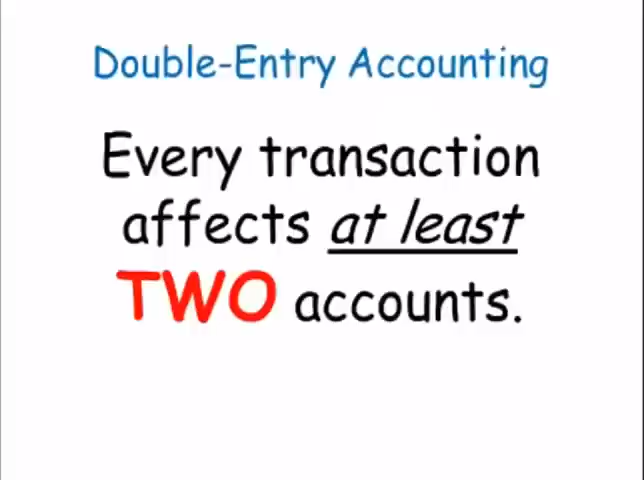 Double-Entry Accounting
Every transaction
affects at least
TWO accounts.